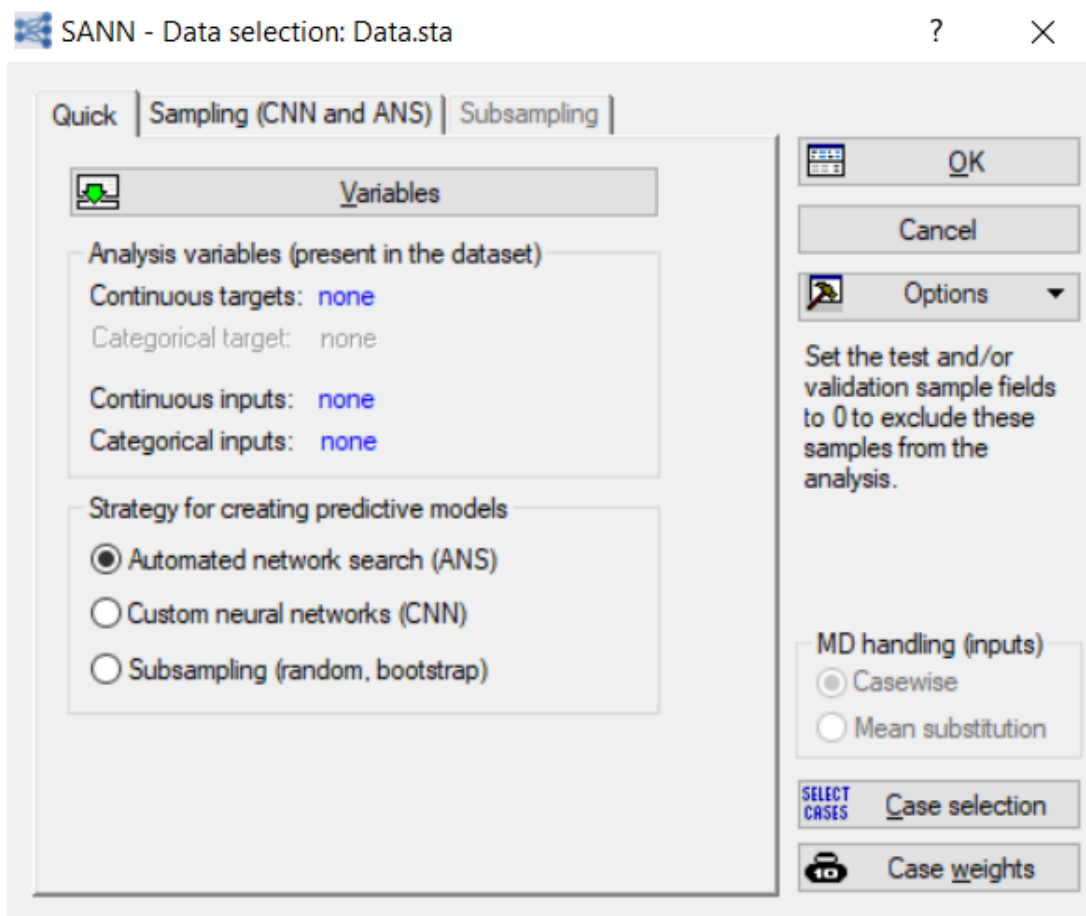 SANN - Data selection: Data.sta
?
Quick
Sampling (CNN and ANS)
Subsampling
Variables
Analysis variables (present in the dataset)
Continuous targets: none
Categorical target: none
Continuous inputs: none
Categorical inputs: none
Strategy for creating predictive models
Automated network search (ANS)
Custom neural networks (CNN)
Subsampling (random, bootstrap)
OK
Cancel
Options
Set the test and/or
validation sample fields
to 0 to exclude these
samples from the
analysis.
MD handling (inputs)
Casewise
Mean substitution
SELECT
CASES
Case selection
10
Case weights